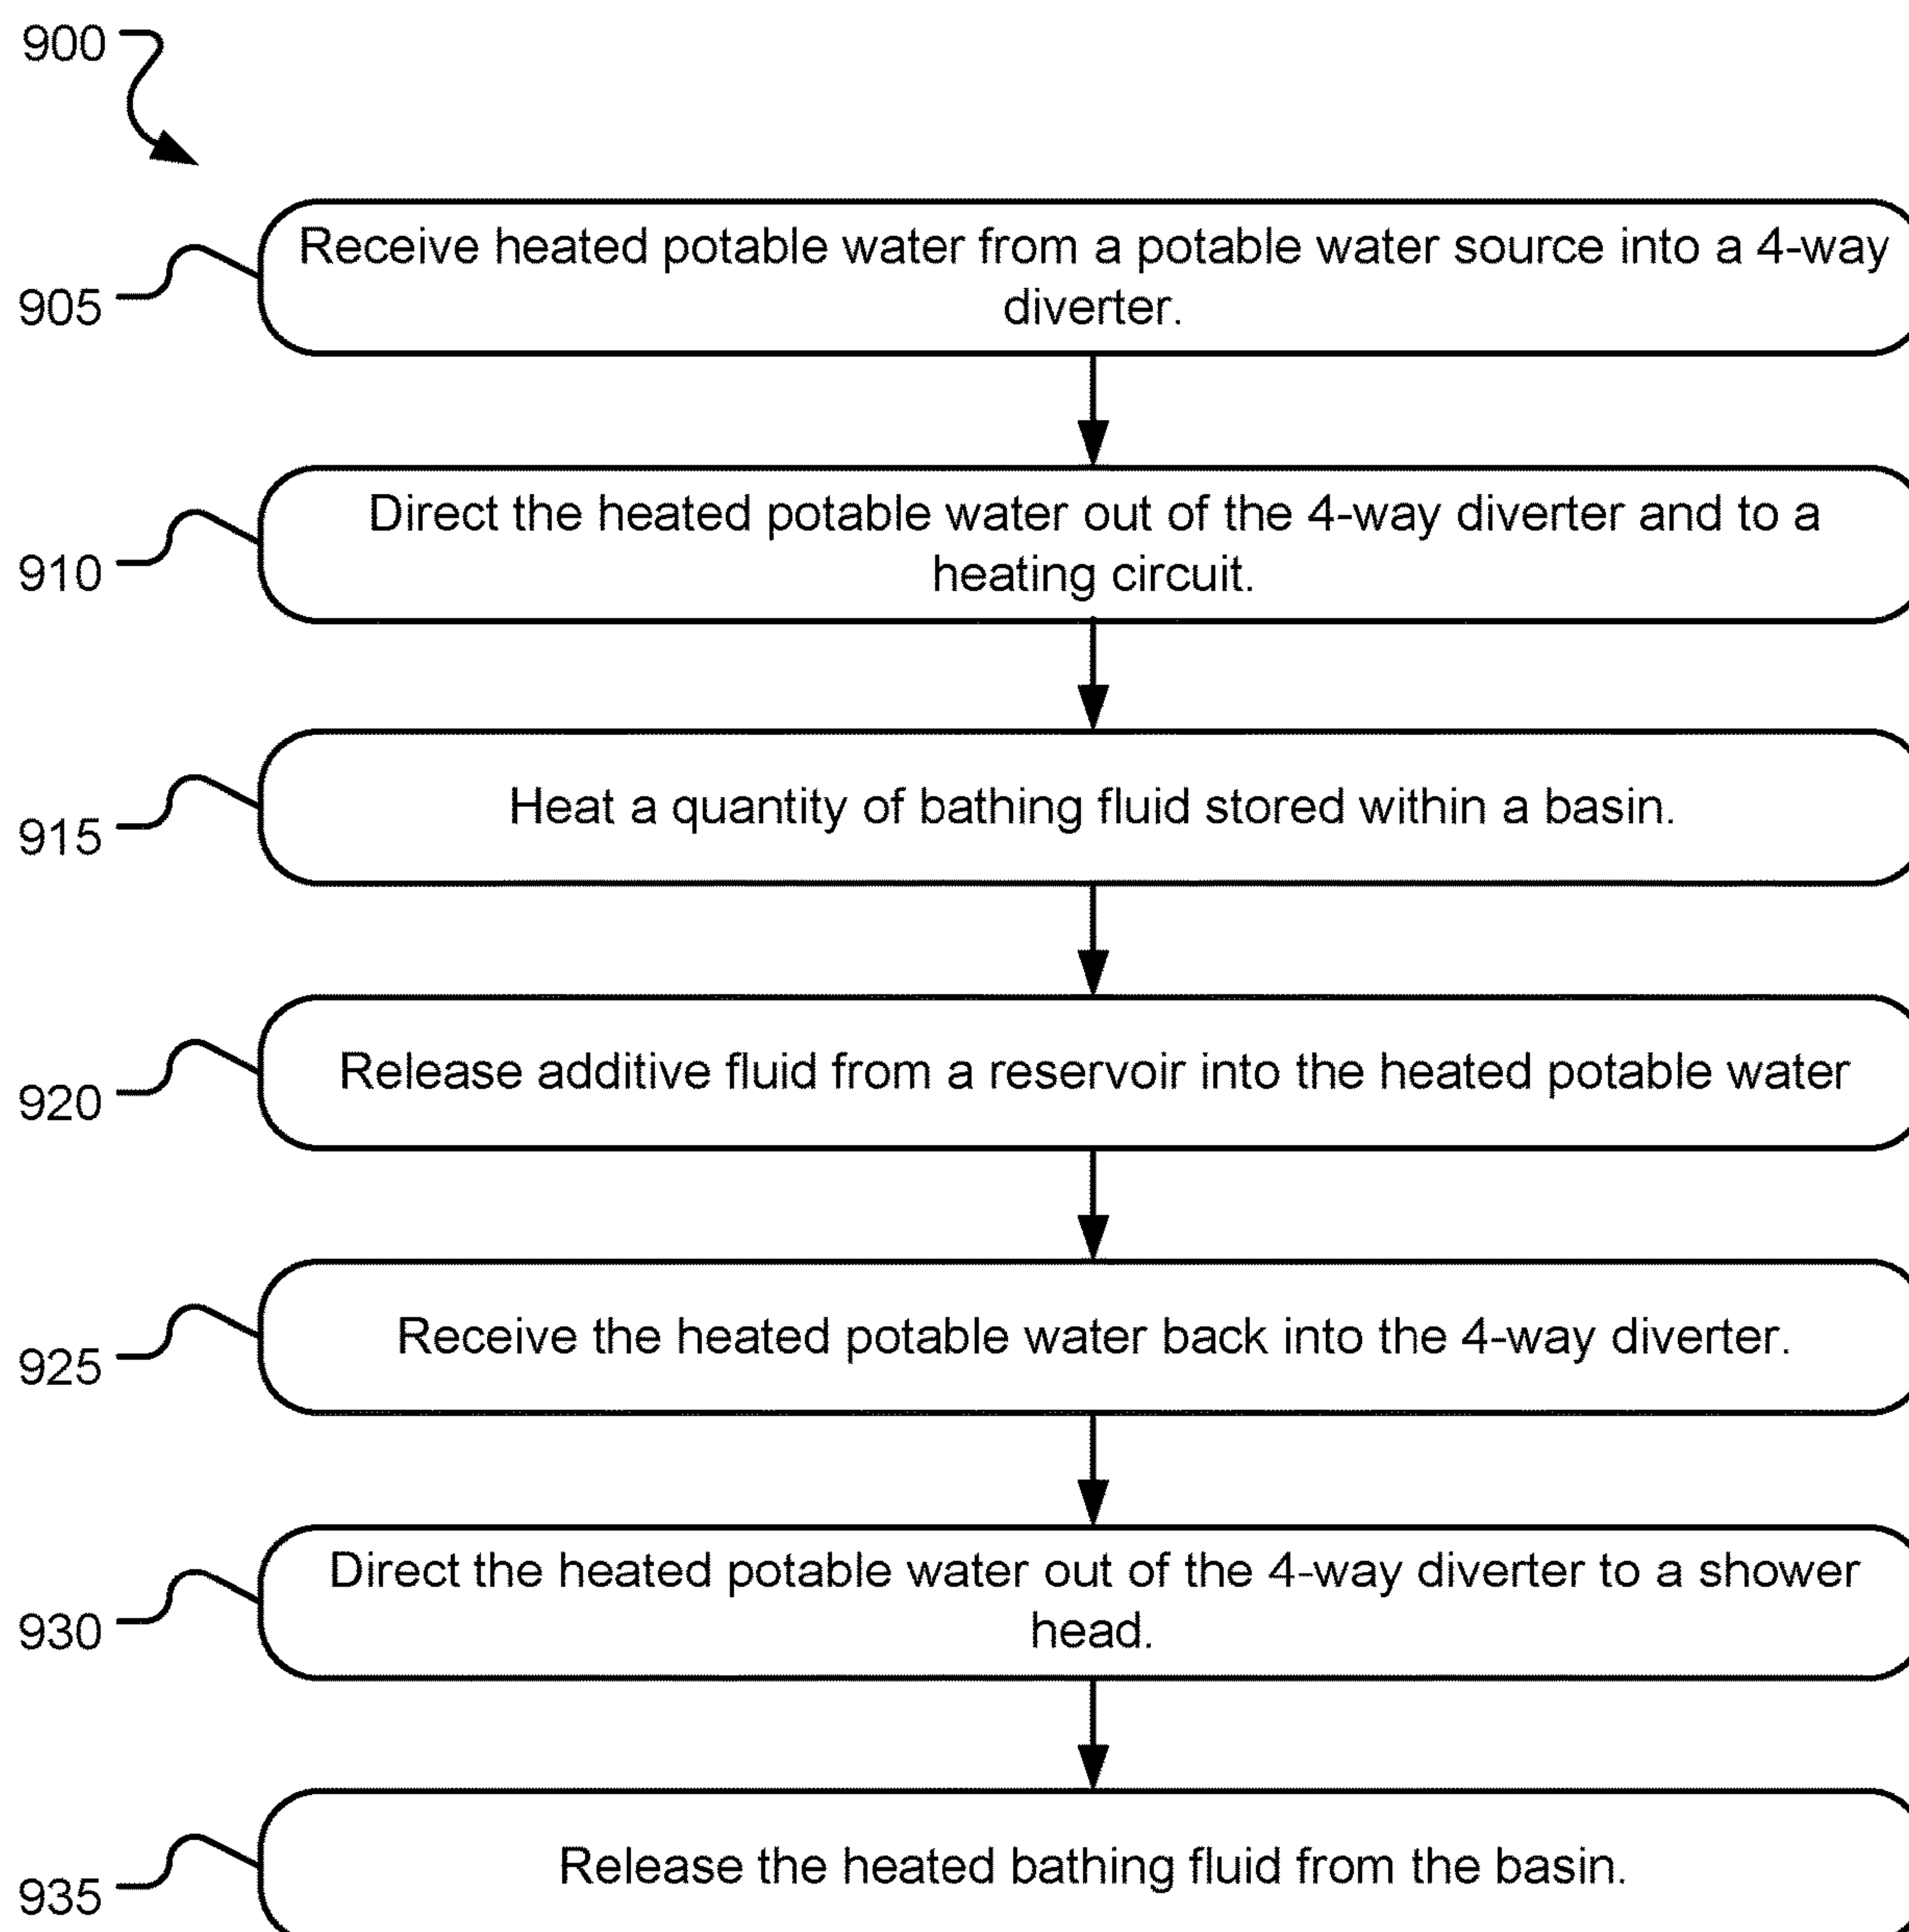 900
Receive heated potable water from a potable water source into a 4-way
diverter.
905
Direct the heated potable water out of the 4-way diverter and to a
heating circuit.
910
Heat a quantity of bathing fluid stored within a basin.
915
Release additive fluid from a reservoir into the heated potable water
920
Receive the heated potable water back into the 4-way diverter.
925
Direct the heated potable water out of the 4-way diverter to a shower
head.
930
Release the heated bathing fluid from the basin.
935